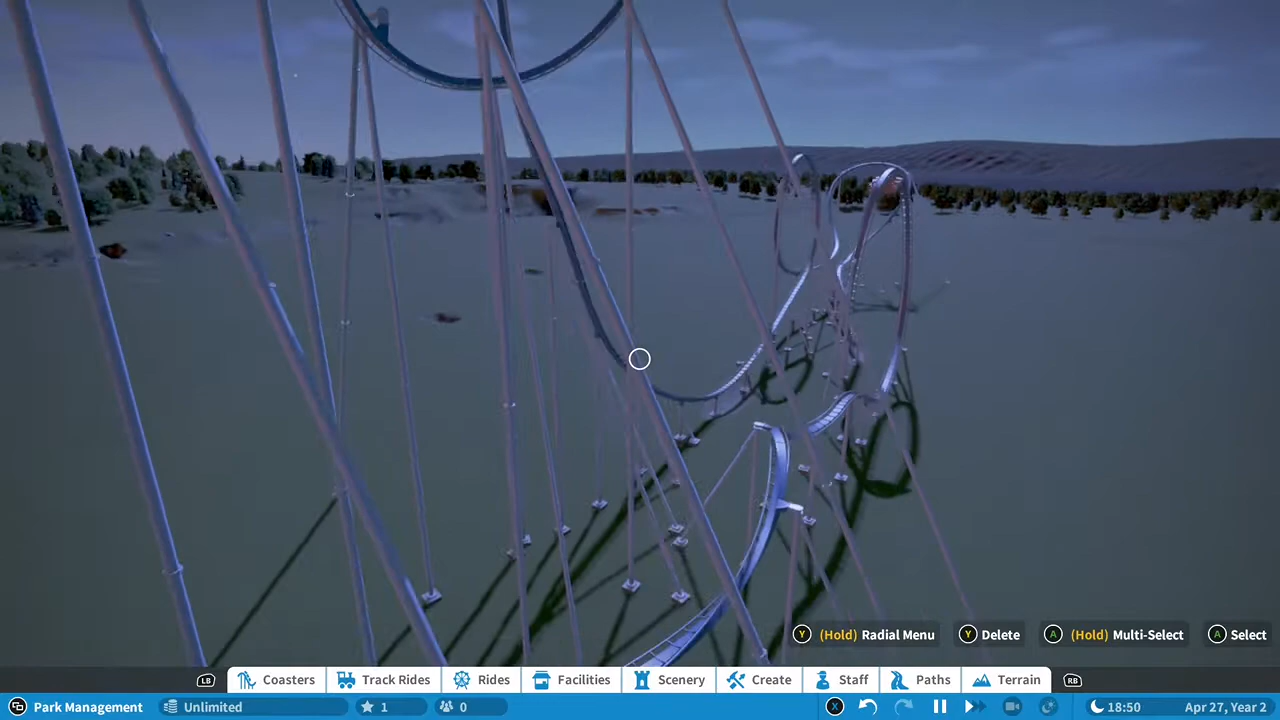 Y (Hold) Radial Menu Y Delete A (Hold) Multi-Select A Select
LB Coasters Track Rides Rides Facilities Scenery Create Staff Paths Terrain RB
Park Management Unlimited 1 0 X 18:50 Apr 27, Year 2